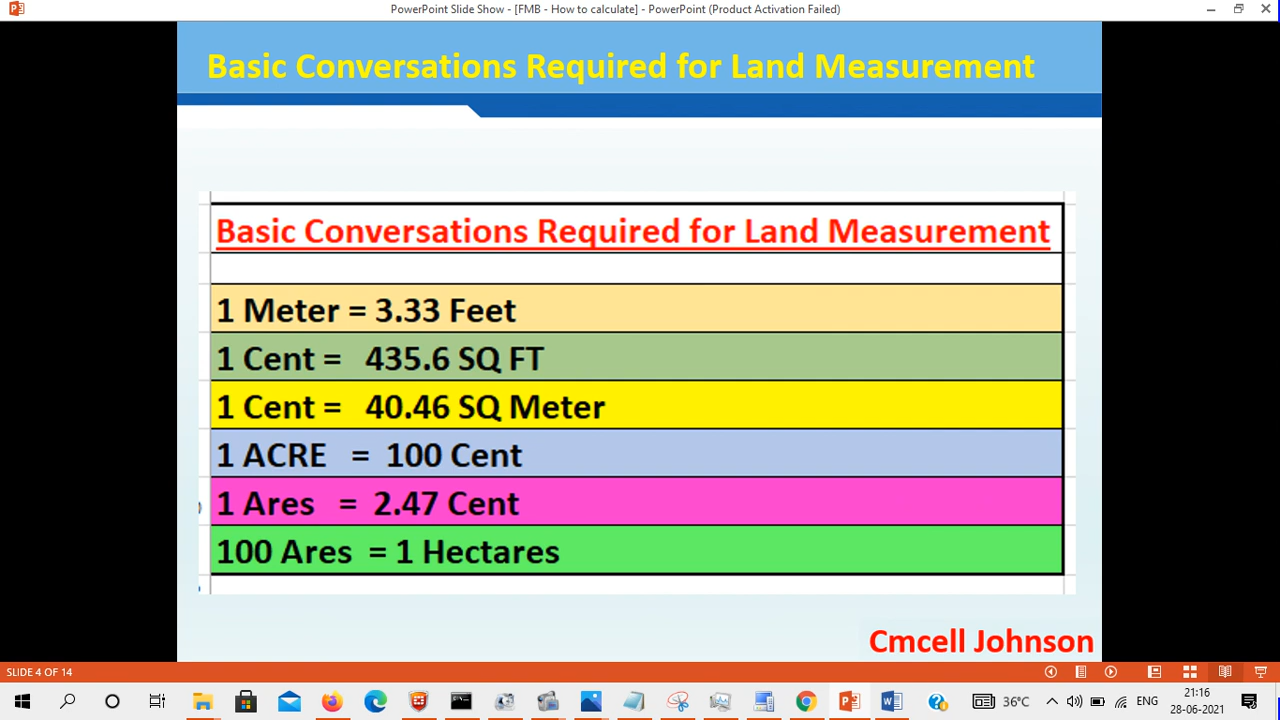 PowerPoint Slide Show - [FMB - How to calculate] - PowerPoint (Product Activation Failed)
Basic Conversations Required for Land Measurement
Basic Conversations Required for Land Measurement
1 Meter = 3.33 Feet
1 Cent = 435.6 SQ FT
1 Cent = 40.46 SQ Meter
1 ACRE = 100 Cent
1 Ares = 2.47 Cent
100 Ares = 1 Hectares
Cmcell Johnson
SLIDE 4 OF 14
36°C ENG 21:16
28-06-2021